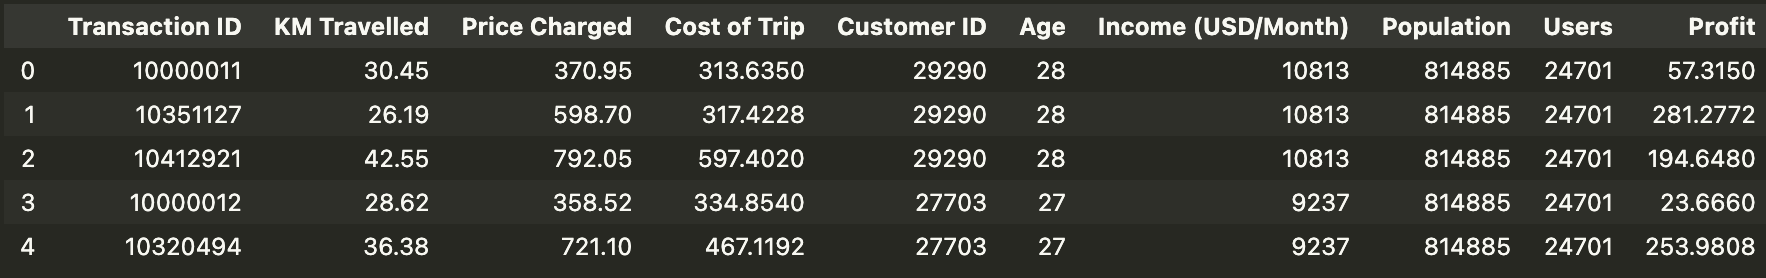 Transaction ID KM Travelled Price Charged Cost of Trip Customer ID Age Income (USD/Month) Population Users Profit
0 10000011 30.45 370.95 313.6350 29290 28 10813 814885 24701 57.3150
1 10351127 26.19 598.70 317.4228 29290 28 10813 814885 24701 281.2772
2 10412921 42.55 792.05 597.4020 29290 28 10813 814885 24701 194.6480
3 10000012 28.62 358.52 334.8540 27703 27 9237 814885 24701 23.6660
4 10320494 36.38 721.10 467.1192 27703 27 9237 814885 24701 253.9808